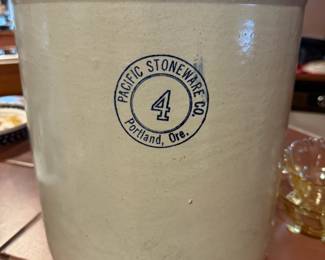 PACIFIC STONEWARE CO.
4
Portland, Ore.